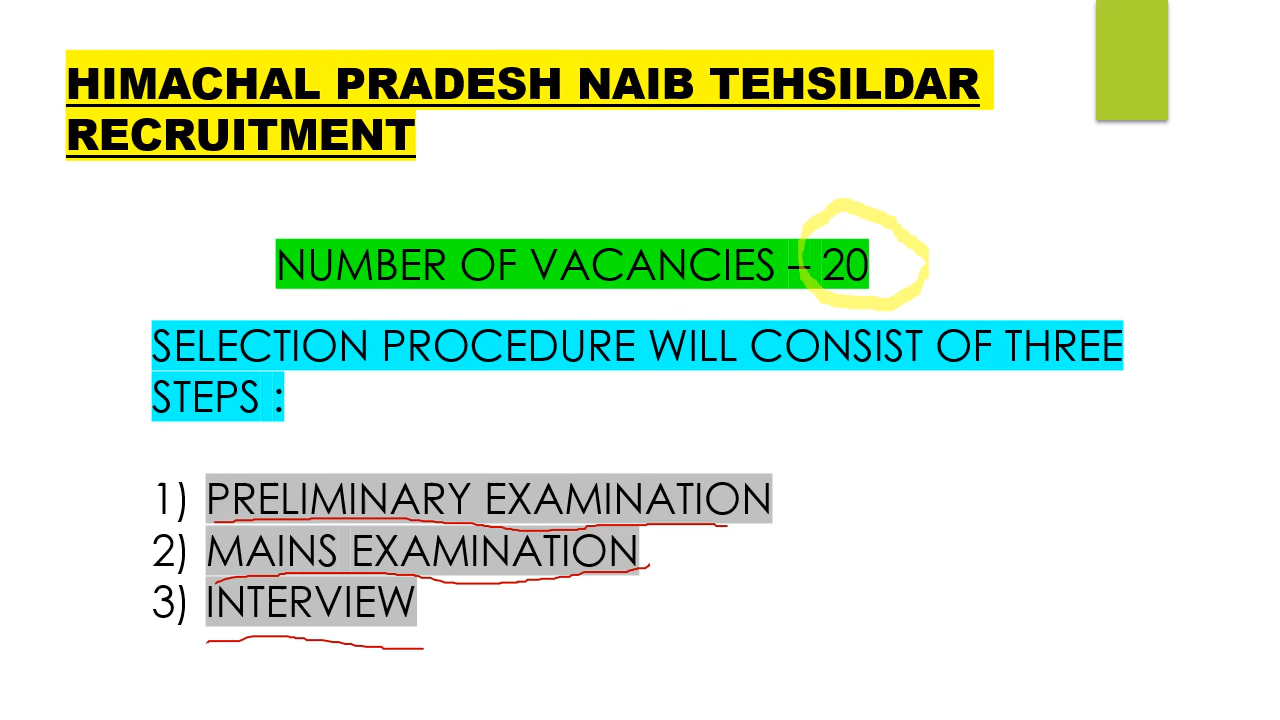 HIMACHAL PRADESH NAIB TEHSILDAR
RECRUITMENT
NUMBER OF VACANCIES – 20
SELECTION PROCEDURE WILL CONSIST OF THREE
STEPS :
1) PRELIMINARY EXAMINATION
2) MAINS EXAMINATION
3) INTERVIEW